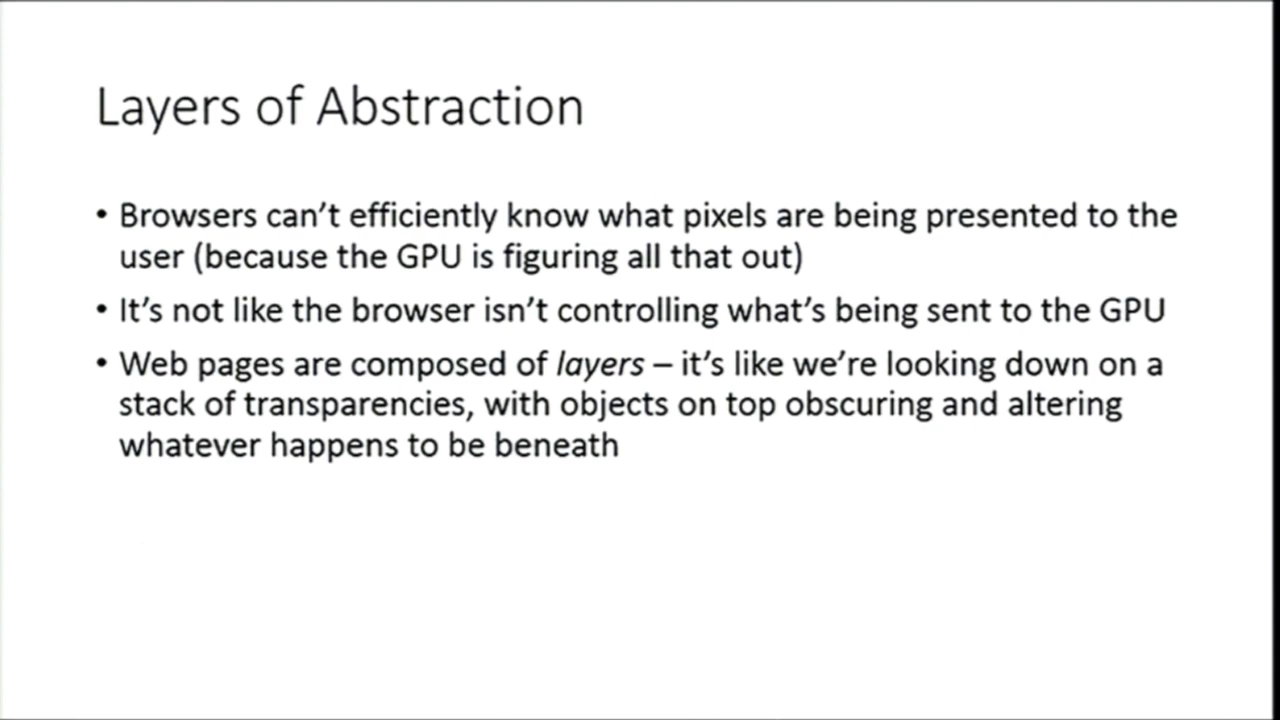 Layers of Abstraction
• Browsers can’t efficiently know what pixels are being presented to the
user (because the GPU is figuring all that out)
• It’s not like the browser isn’t controlling what’s being sent to the GPU
• Web pages are composed of layers – it’s like we’re looking down on a
stack of transparencies, with objects on top obscuring and altering
whatever happens to be beneath